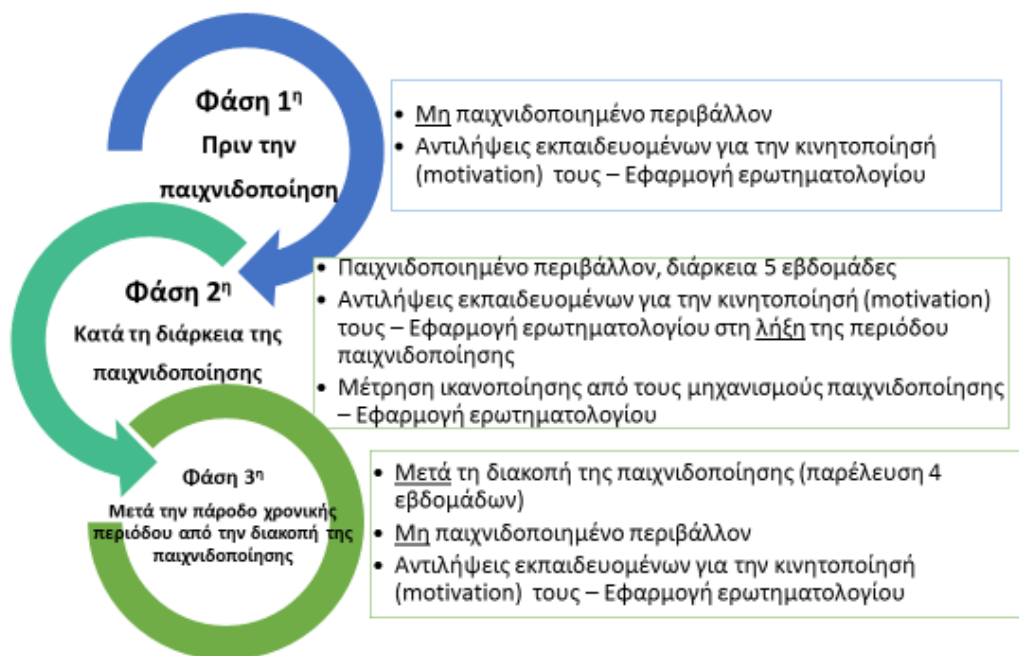 Φάση 1η
Πριν την
παιχνιδοποίηση
• Μη παιχνιδοποιημένο περιβάλλον
• Αντιλήψεις εκπαιδευομένων για την κινητοποίησή
(motivation) τους – Εφαρμογή ερωτηματολογίου
Φάση 2η
Κατά τη διάρκεια της
παιχνιδοποίησης
• Παιχνιδοποιημένο περιβάλλον, διάρκεια 5 εβδομάδες
• Αντιλήψεις εκπαιδευομένων για την κινητοποίησή (motivation)
τους – Εφαρμογή ερωτηματολογίου στη λήξη της περιόδου
παιχνιδοποίησης
• Μέτρηση ικανοποίησης από τους μηχανισμούς παιχνιδοποίησης
– Εφαρμογή ερωτηματολογίου
Φάση 3η
Μετά την πάροδο χρονικής
περιόδου από την διακοπή της
παιχνιδοποίησης
• Μετά τη διακοπή της παιχνιδοποίησης (παρέλευση 4
εβδομάδων)
• Μη παιχνιδοποιημένο περιβάλλον
• Αντιλήψεις εκπαιδευομένων για την κινητοποίησή
(motivation) τους – Εφαρμογή ερωτηματολογίου